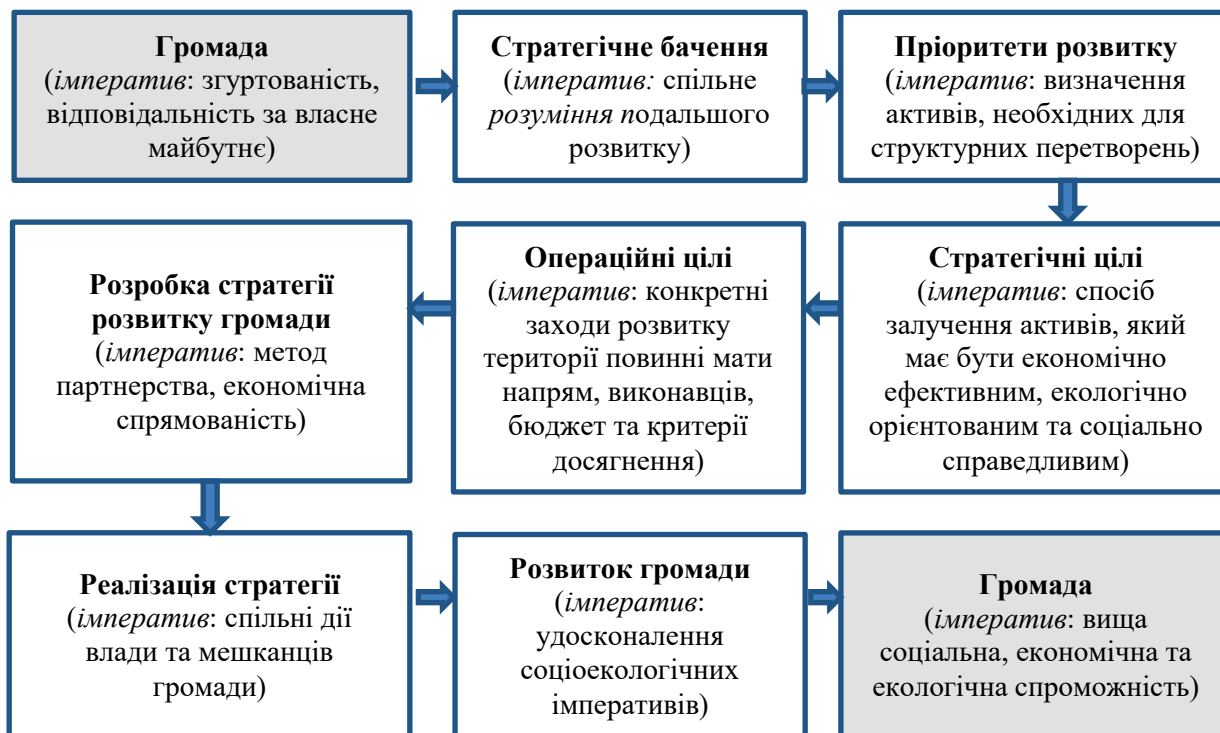 Громада
(імператив: згуртованість,
відповідальність за власне
майбутнє)
Стратегічне бачення
(імператив: спільне
розуміння подальшого
розвитку)
Пріоритети розвитку
(імператив: визначення
активів, необхідних для
структурних перетворень)
Стратегічні цілі
(імператив: спосіб
залучення активів, який
має бути економічно
ефективним, екологічно
орієнтованим та соціально
справедливим)
Операційні цілі
(імператив: конкретні
заходи розвитку
території повинні мати
напрям, виконавців,
бюджет та критерії
досягнення)
Розробка стратегії
розвитку громади
(імператив: метод
партнерства, економічна
спрямованість)
Реалізація стратегії
(імператив: спільні дії
влади та мешканців
громади)
Розвиток громади
(імператив:
удосконалення
соціоекологічних
імперативів)
Громада
(імператив: вища
соціальна, економічна та
екологічна спроможність)